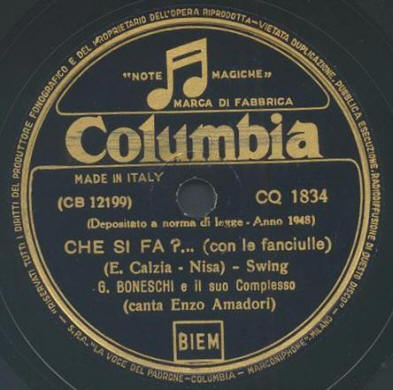 "RISERVATI TUTTI I DIRITTI DEL PRODUTTORE FONOGRAFICO E DEL PROPRIETARIO DELL'OPERA RIPRODOTTA - VIETATA DUPLICAZIONE, PUBBLICA ESECUZIONE, RADIODIFFUSIONE DI QUESTO DISCO"
"NOTE MAGICHE"
MARCA DI FABBRICA
Columbia
MADE IN ITALY
(CB 12199) CQ 1834
(Depositato a norma di legge - Anno 1948)
CHE SI FA?... (con le fanciulle)
(E. Calzia - Nisa) - Swing
G. BONESCHI e il suo Complesso
(canta Enzo Amadori)
BIEM
S.P.A. "LA VOCE DEL PADRONE - COLUMBIA - MARCONIPHONE". MILANO -